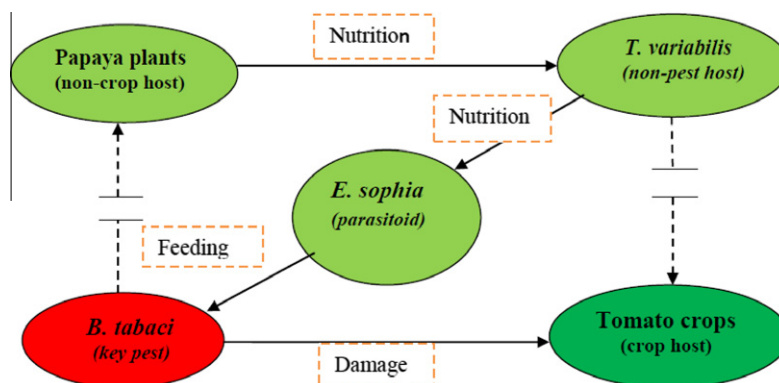 Nutrition
Papaya plants
(non-crop host)
T. variabilis
(non-pest host)
Nutrition
E. sophia
(parasitoid)
Feeding
B. tabaci
(key pest)
Tomato crops
(crop host)
Damage